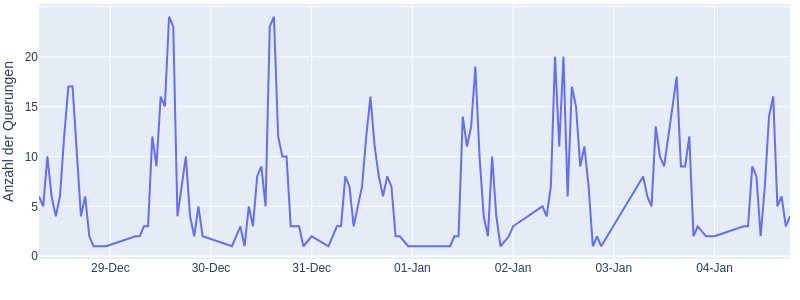 Anzahl der Querungen
20
15
10
5
0
29-Dec
30-Dec
31-Dec
01-Jan
02-Jan
03-Jan
04-Jan